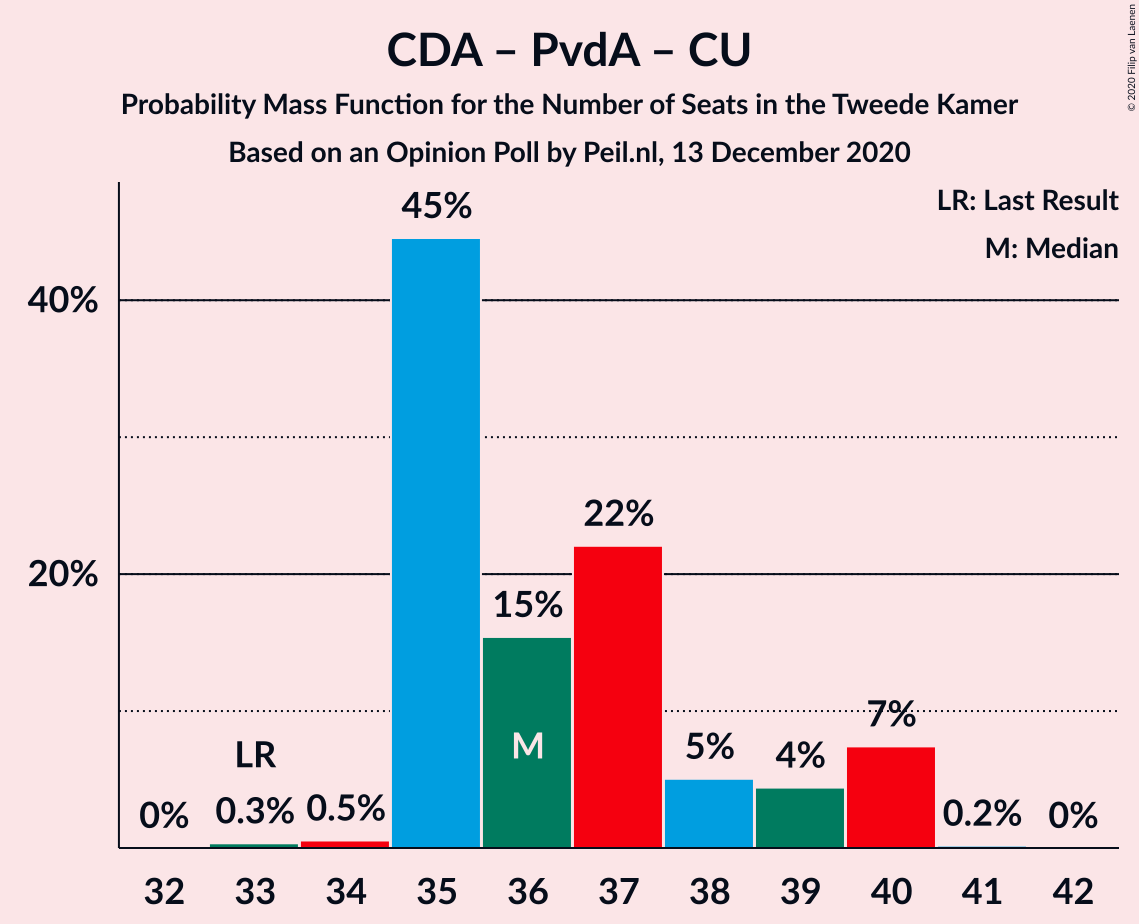 CDA – PvdA – CU
Probability Mass Function for the Number of Seats in the Tweede Kamer
Based on an Opinion Poll by Peil.nl, 13 December 2020
© 2020 Filip van Laenen
LR: Last Result
M: Median
45%
40%
22%
20%
15%
7%
M
LR
5%
4%
0%
0.3%
0.5%
0.2%
0%
32 33 34 35 36 37 38 39 40 41 42